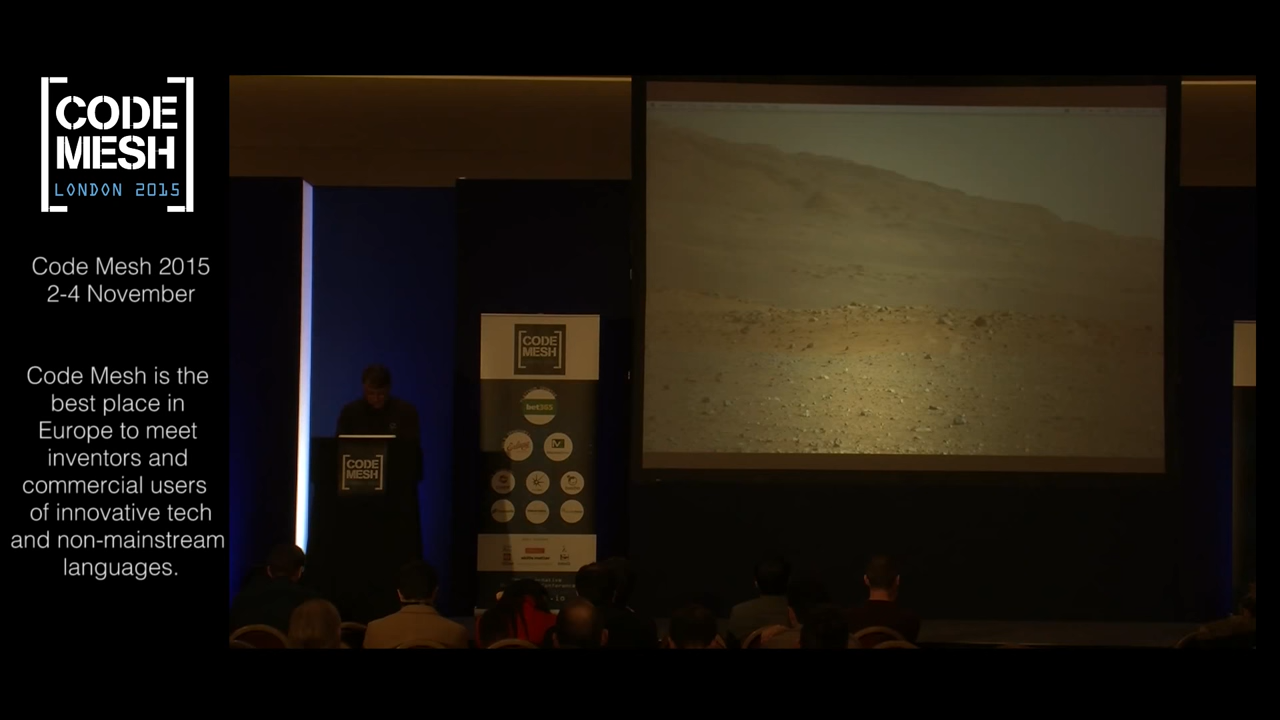 CODE
MESH
LONDON 2015
Code Mesh 2015
2-4 November
Code Mesh is the
best place in
Europe to meet
inventors and
commercial users
of innovative tech
and non-mainstream
languages.
CODE
MESH
bet365
CODE
MESH